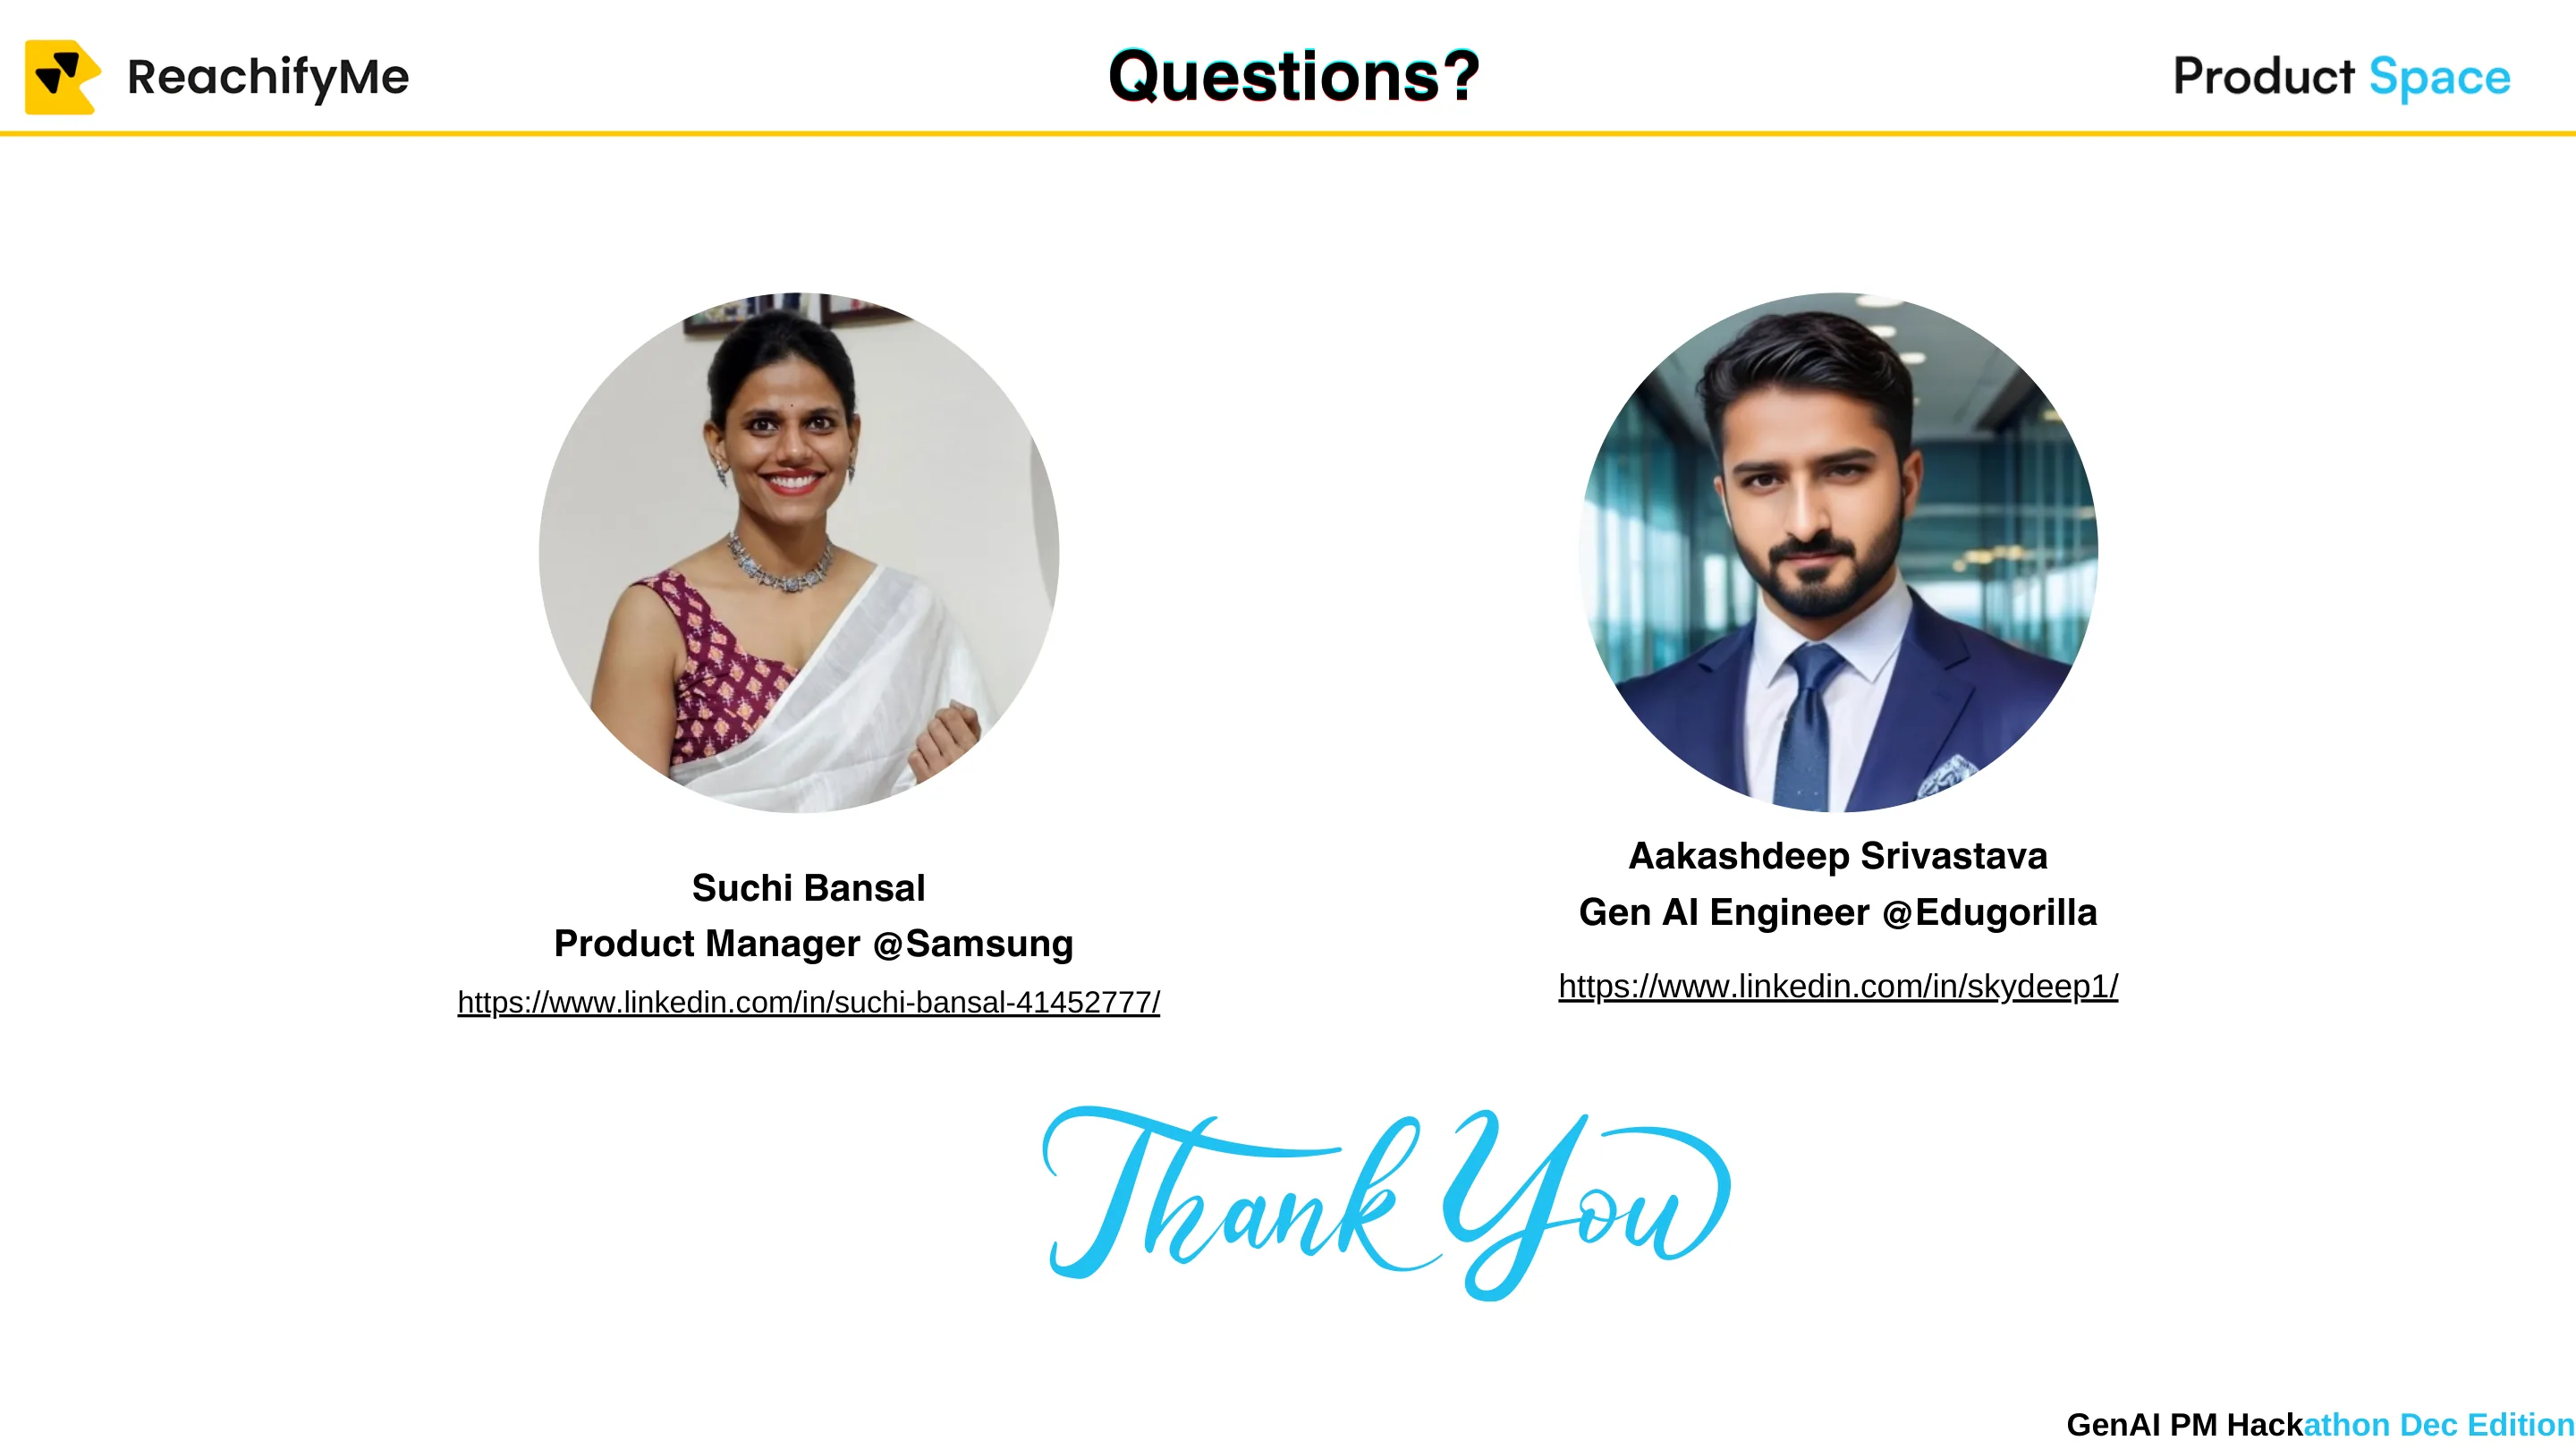 ReachifyMe
Questions?
Product Space
Suchi Bansal
Product Manager @Samsung
https://www.linkedin.com/in/suchi-bansal-41452777/
Aakashdeep Srivastava
Gen AI Engineer @Edugorilla
https://www.linkedin.com/in/skydeep1/
Thank You
GenAI PM Hackathon Dec Edition